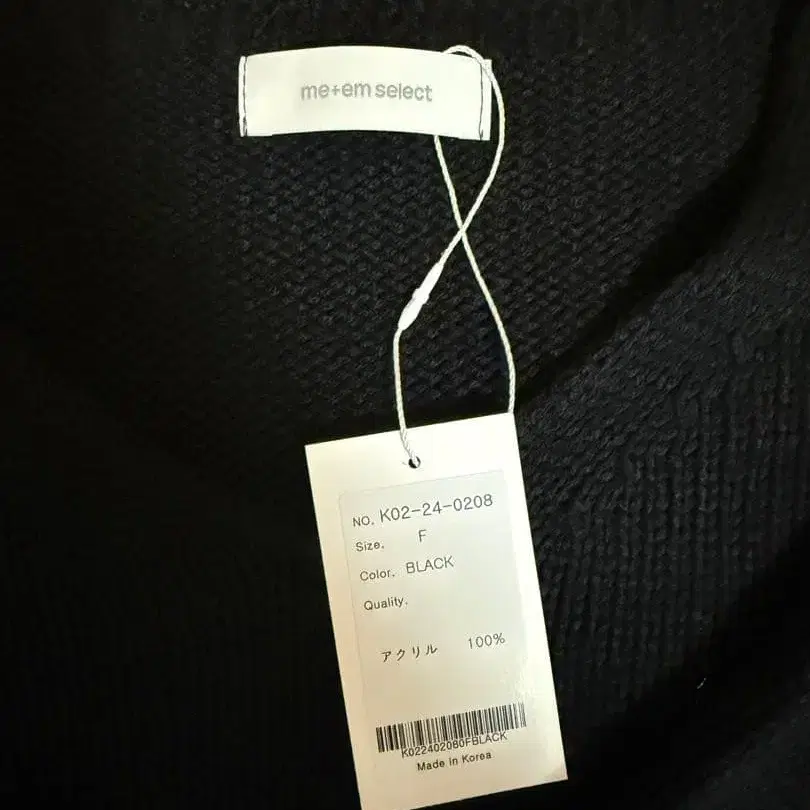 me+em select
NO. K02-24-0208
Size. F
Color. BLACK
Quality.
アクリル 100%
K022402080FBLACK
Made in Korea